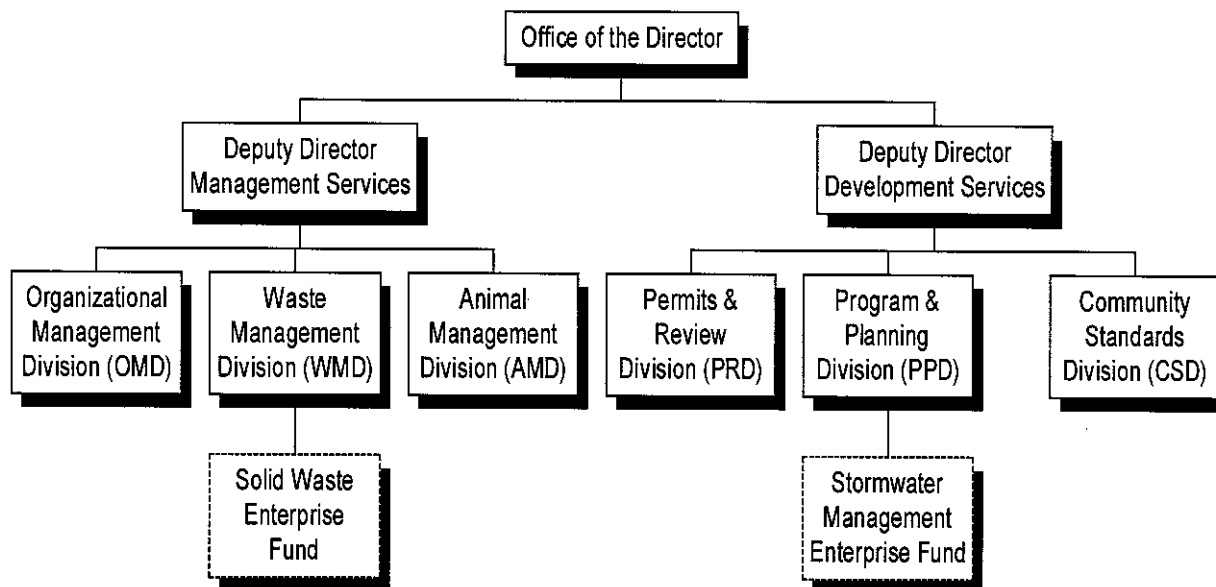 Office of the Director
Deputy Director
Management Services
Deputy Director
Development Services
Organizational
Management
Division (OMD)
Waste
Management
Division (WMD)
Animal
Management
Division (AMD)
Permits &
Review
Division (PRD)
Program &
Planning
Division (PPD)
Community
Standards
Division (CSD)
Solid Waste
Enterprise
Fund
Stormwater
Management
Enterprise Fund